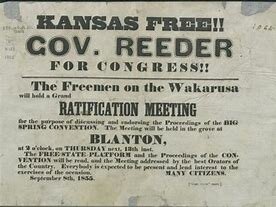 KANSAS FREE!!
GOV. REEDER
FOR CONGRESS!!
The Freemen on the Wakarusa
will hold a Grand
RATIFICATION MEETING
for the purpose of discussing and endorsing the Proceedings of the BIG
SPRING CONVENTION. The Meeting will be held in the grove at
BLANTON,
at 2 o'clock, on THURSDAY next, 13th inst.
The FREE STATE PLATFORM and the Proceedings of the CON-
VENTION will be read, and the Meeting addressed by the best Orators of
the Country. Everybody is expected to be present and lend interest to the
exercises of the occasion. MANY CITIZENS.
September 8th, 1855.